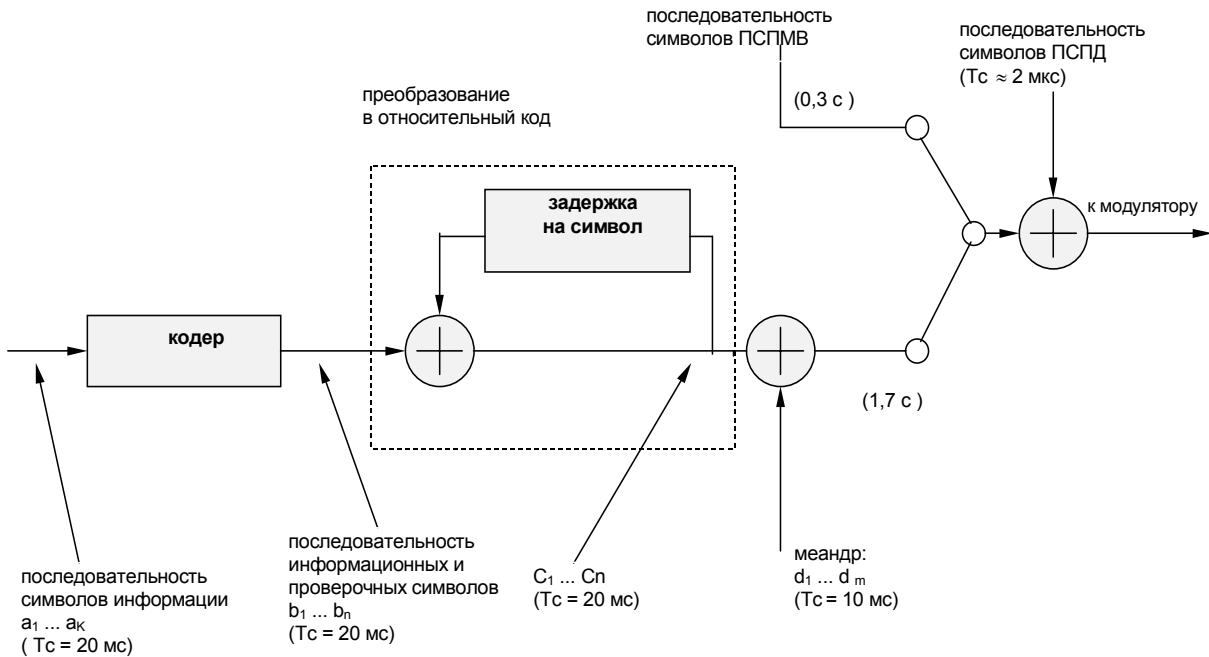 последовательность
символов ПСПМВ
последовательность
символов ПСПД
(Тс ≈ 2 мкс)
(0,3 с )
преобразование
в относительный код
задержка
на символ
к модулятору
кодер
(1,7 с )
последовательность
символов информации
a₁ ... aₖ
( Тс = 20 мс)
последовательность
информационных и
проверочных символов
b₁ ... bₙ
(Тс = 20 мс)
C₁ ... Cn
(Тс = 20 мс)
меандр:
d₁ ... d ₘ
(Тс = 10 мс)